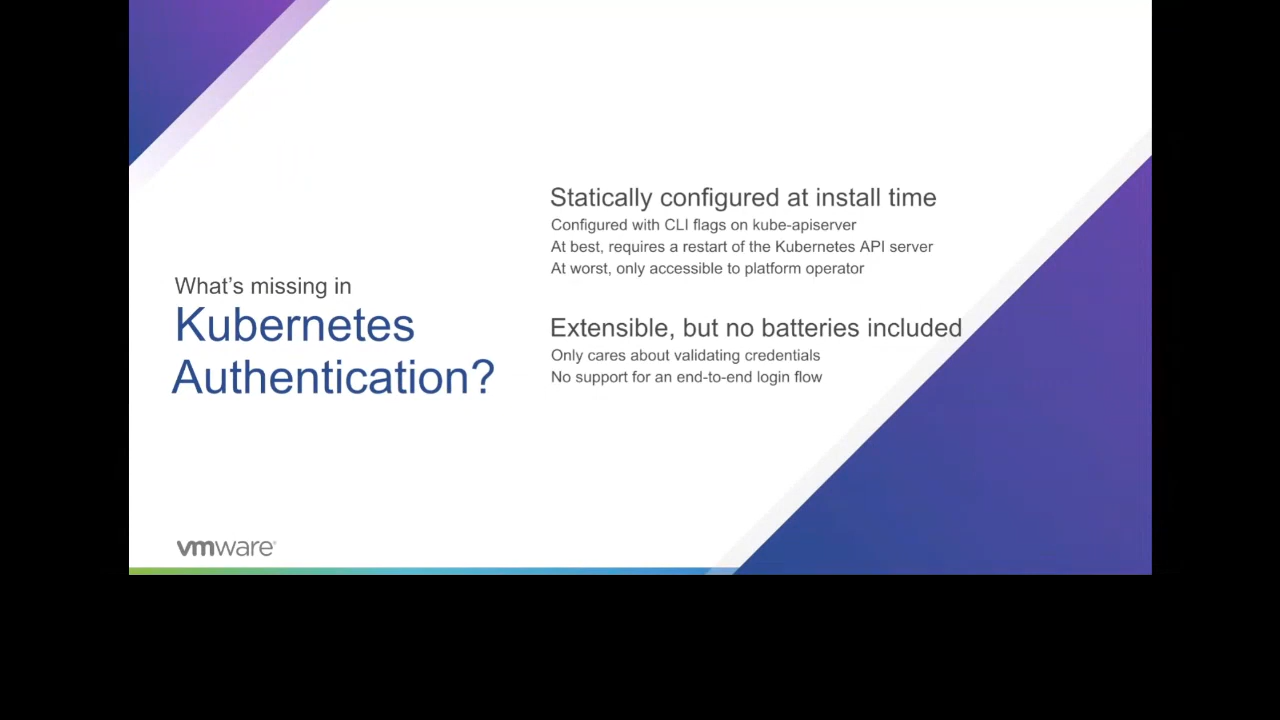 What's missing in
Kubernetes
Authentication?
Statically configured at install time
Configured with CLI flags on kube-apiserver
At best, requires a restart of the Kubernetes API server
At worst, only accessible to platform operator
Extensible, but no batteries included
Only cares about validating credentials
No support for an end-to-end login flow
vmware